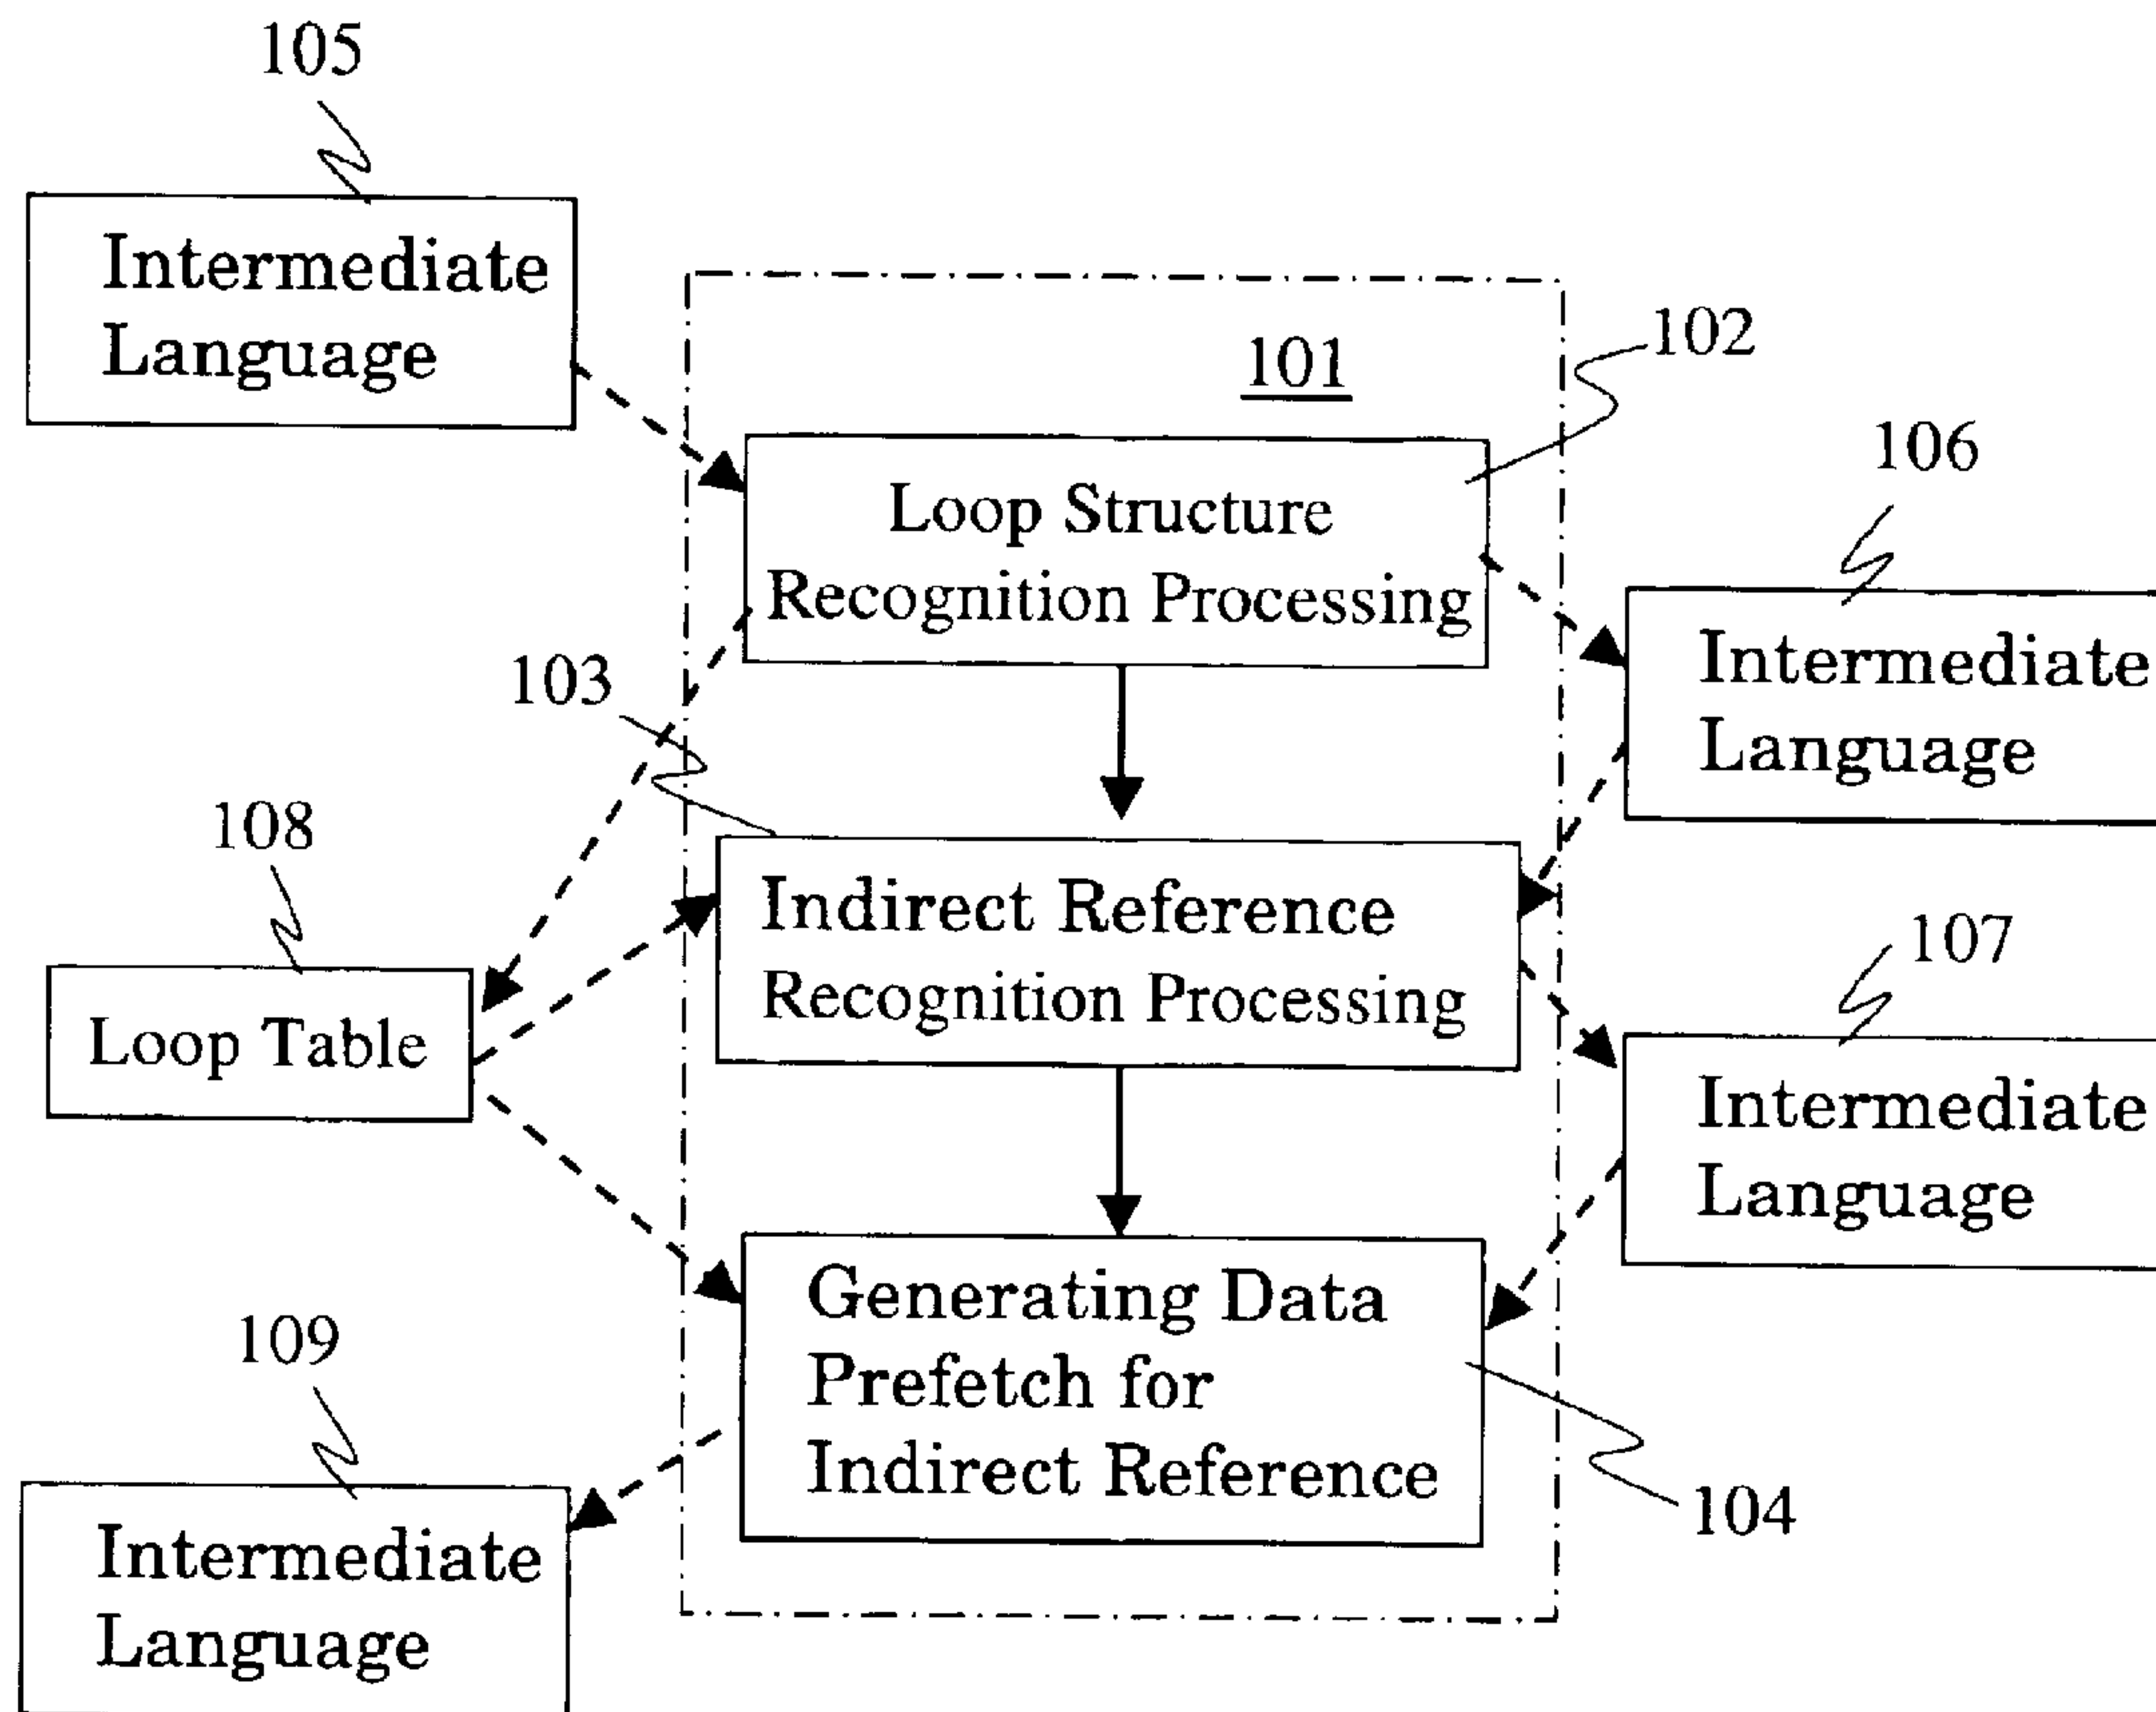 105
Intermediate
Language
101
102
Loop Structure
Recognition Processing
106
Intermediate
Language
103
108
Loop Table
Indirect Reference
Recognition Processing
107
Intermediate
Language
Generating Data
Prefetch for
Indirect Reference
104
109
Intermediate
Language